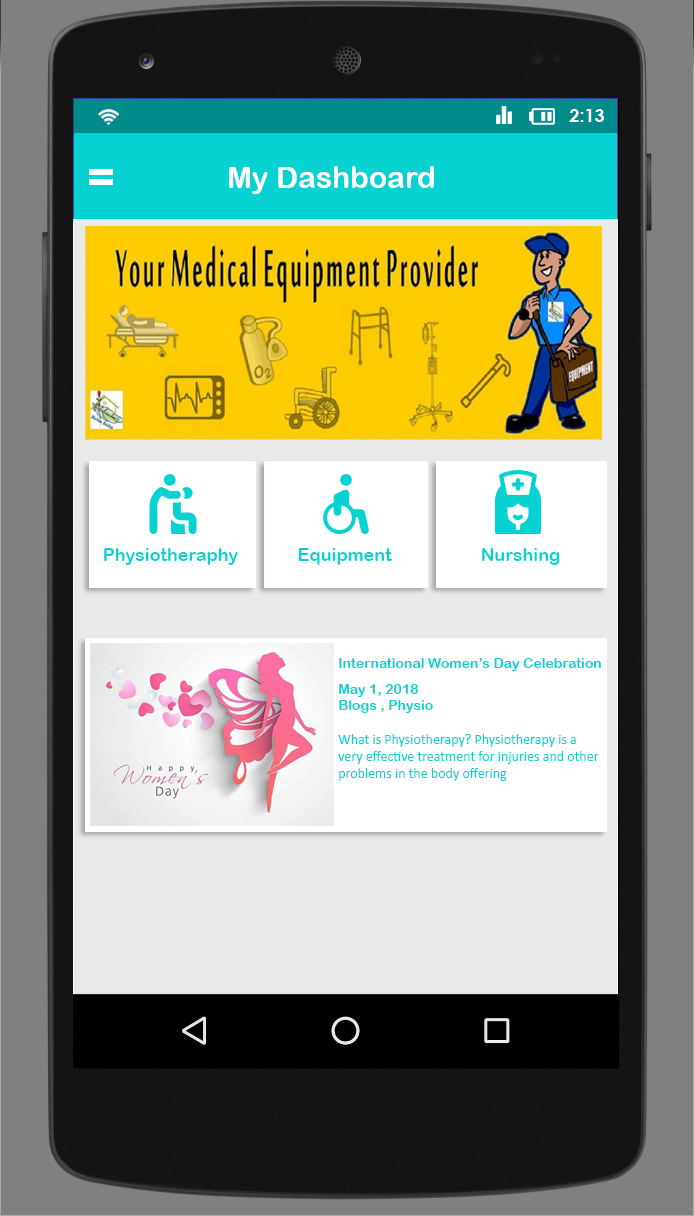 2:13
My Dashboard
Your Medical Equipment Provider
O2
EQUIPMENT
Physiotheraphy
Equipment
Nurshing
International Women's Day Celebration
May 1, 2018
Blogs , Physio
What is Physiotherapy? Physiotherapy is a
very effective treatment for injuries and other
problems in the body offering
Happy
Women's
Day